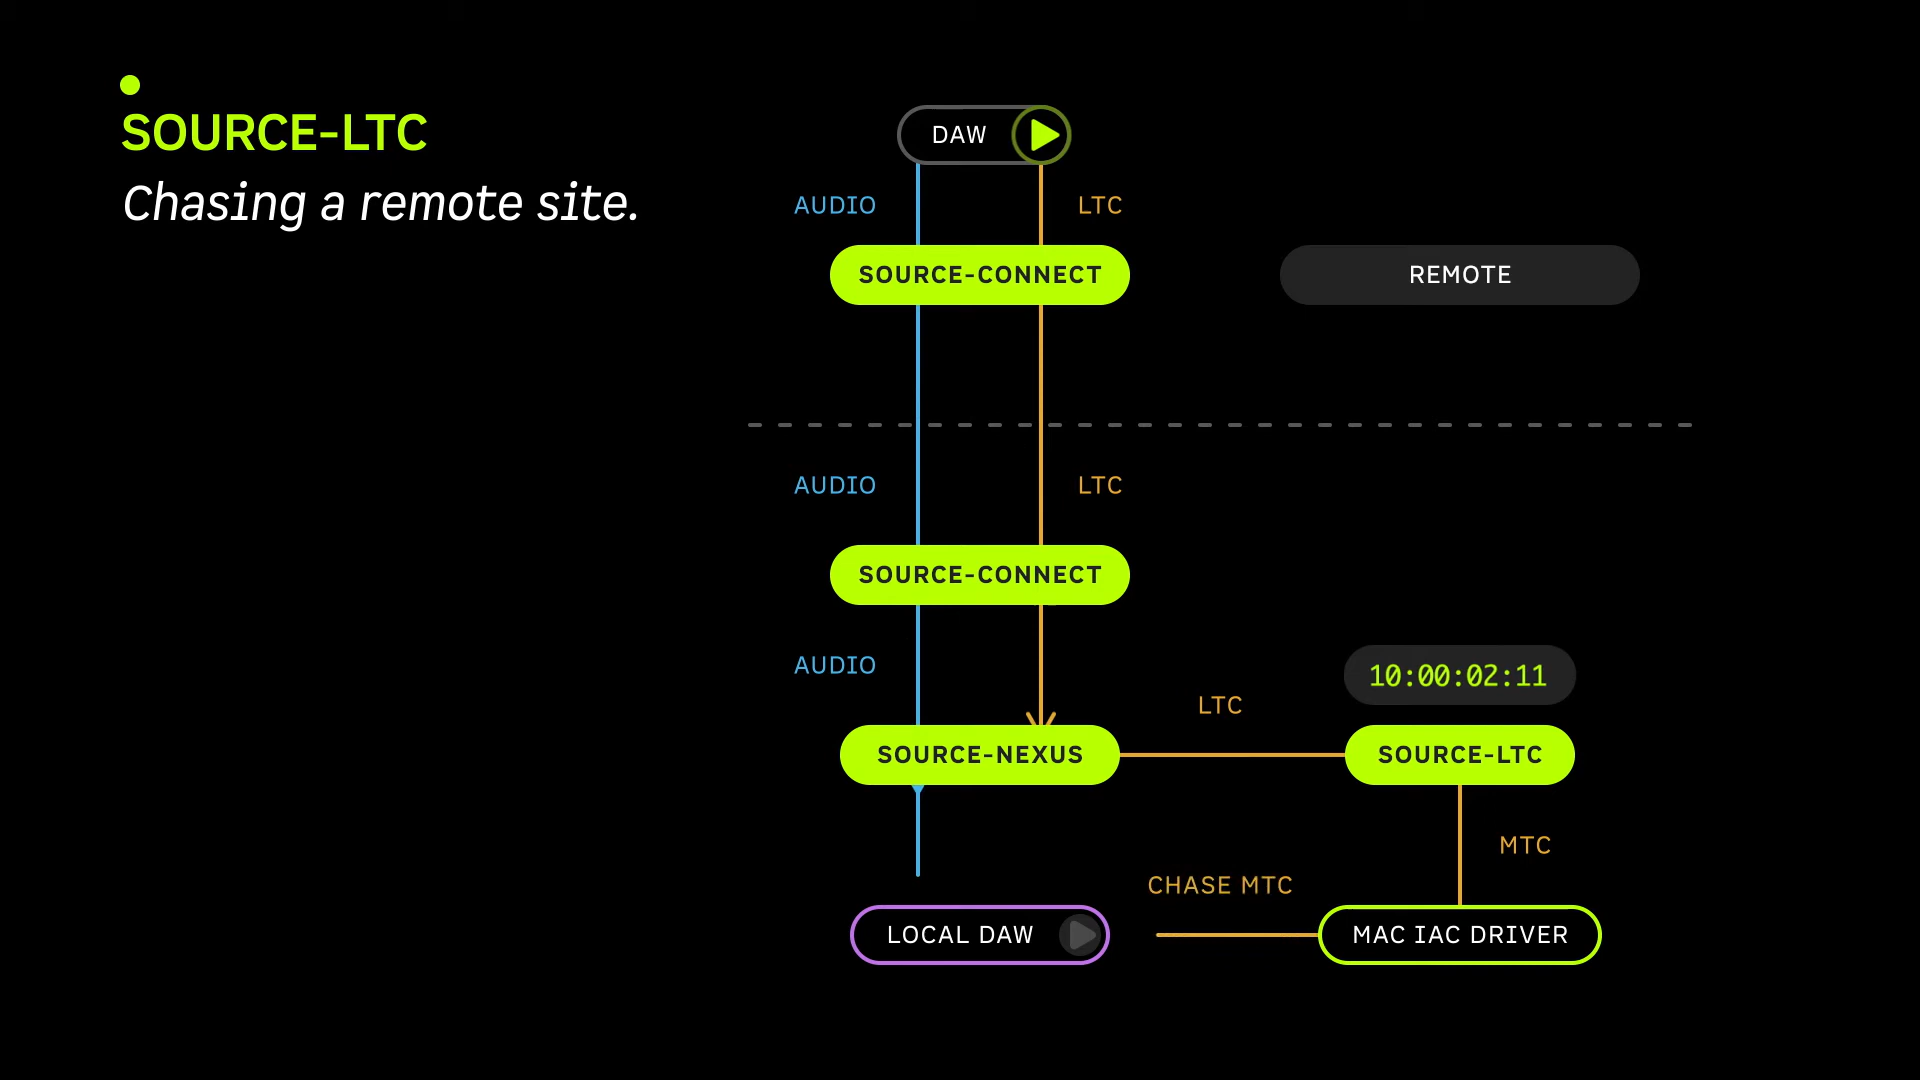 SOURCE-LTC
Chasing a remote site.
DAW
AUDIO
LTC
SOURCE-CONNECT
REMOTE
AUDIO
LTC
SOURCE-CONNECT
AUDIO
10:00:02:11
LTC
SOURCE-NEXUS
SOURCE-LTC
MTC
CHASE MTC
LOCAL DAW
MAC IAC DRIVER